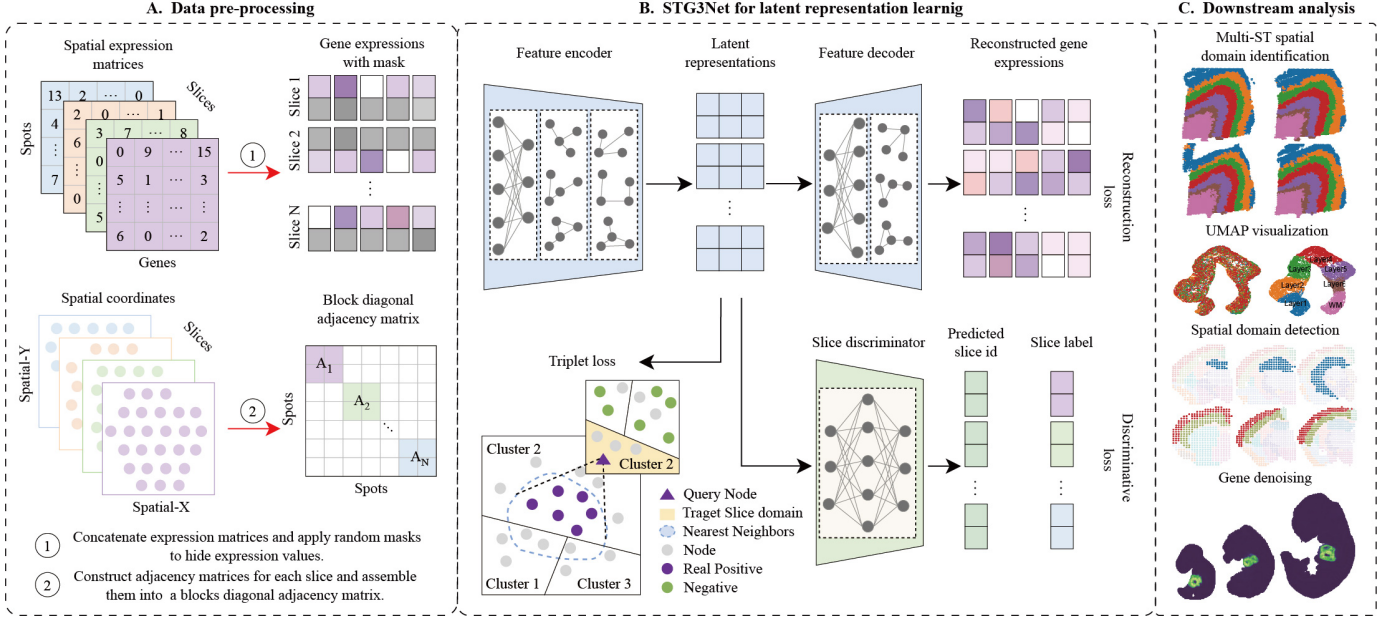 A. Data pre-processing
Spatial expression
matrices
Slices
Spots
13 2 ... 0
4
⋮
7
2 0 ... 1
6
⋮
0
3 7 ... 8
0
5
0 9 ... 15
5 1 ... 3
⋮ ⋮ ⋱ ⋮
6 0 ... 2
Genes
1
Gene expressions
with mask
Slice 1
Slice 2
⋮
Slice N
Spatial coordinates
Slices
Spatial-Y
Spatial-X
2
Block diagonal
adjacency matrix
Spots
A1
A2
⋱
AN
Spots
1 Concatenate expression matrices and apply random masks
to hide expression values.
2 Construct adjacency matrices for each slice and assemble
them into a blocks diagonal adjacency matrix.
B. STG3Net for latent representation learnig
Feature encoder
Latent
representations
⋮
Feature decoder
Reconstructed gene
expressions
⋮
Reconstruction
loss
Triplet loss
Cluster 2
Cluster 2
Cluster 1
Cluster 3
Query Node
Traget Slice domain
Nearest Neighbors
Node
Real Positive
Negative
Slice discriminator
Predicted
slice id
⋮
Slice label
⋮
Discriminative
loss
C. Downstream analysis
Multi-ST spatial
domain identification
UMAP visualization
Layer4
Layer3
Layer5
Layer2
Layer1
WM
Spatial domain detection
Gene denoising